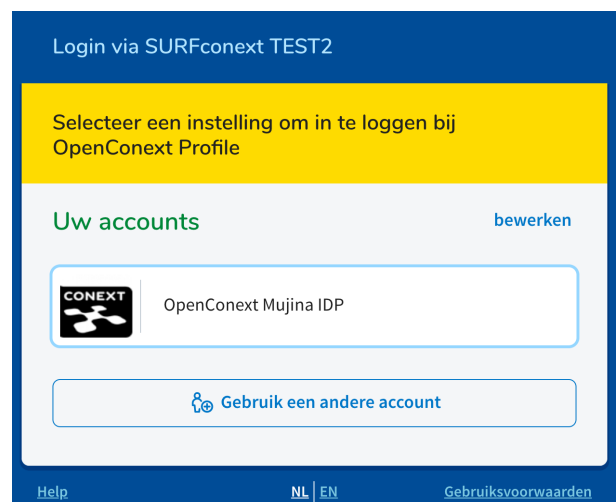 Login via SURFconext TEST2
Selecteer een instelling om in te loggen bij
OpenConext Profile
Uw accounts
bewerken
CONEXT
OpenConext Mujina IDP
Gebruik een andere account
Help
NL | EN
Gebruiksvoorwaarden